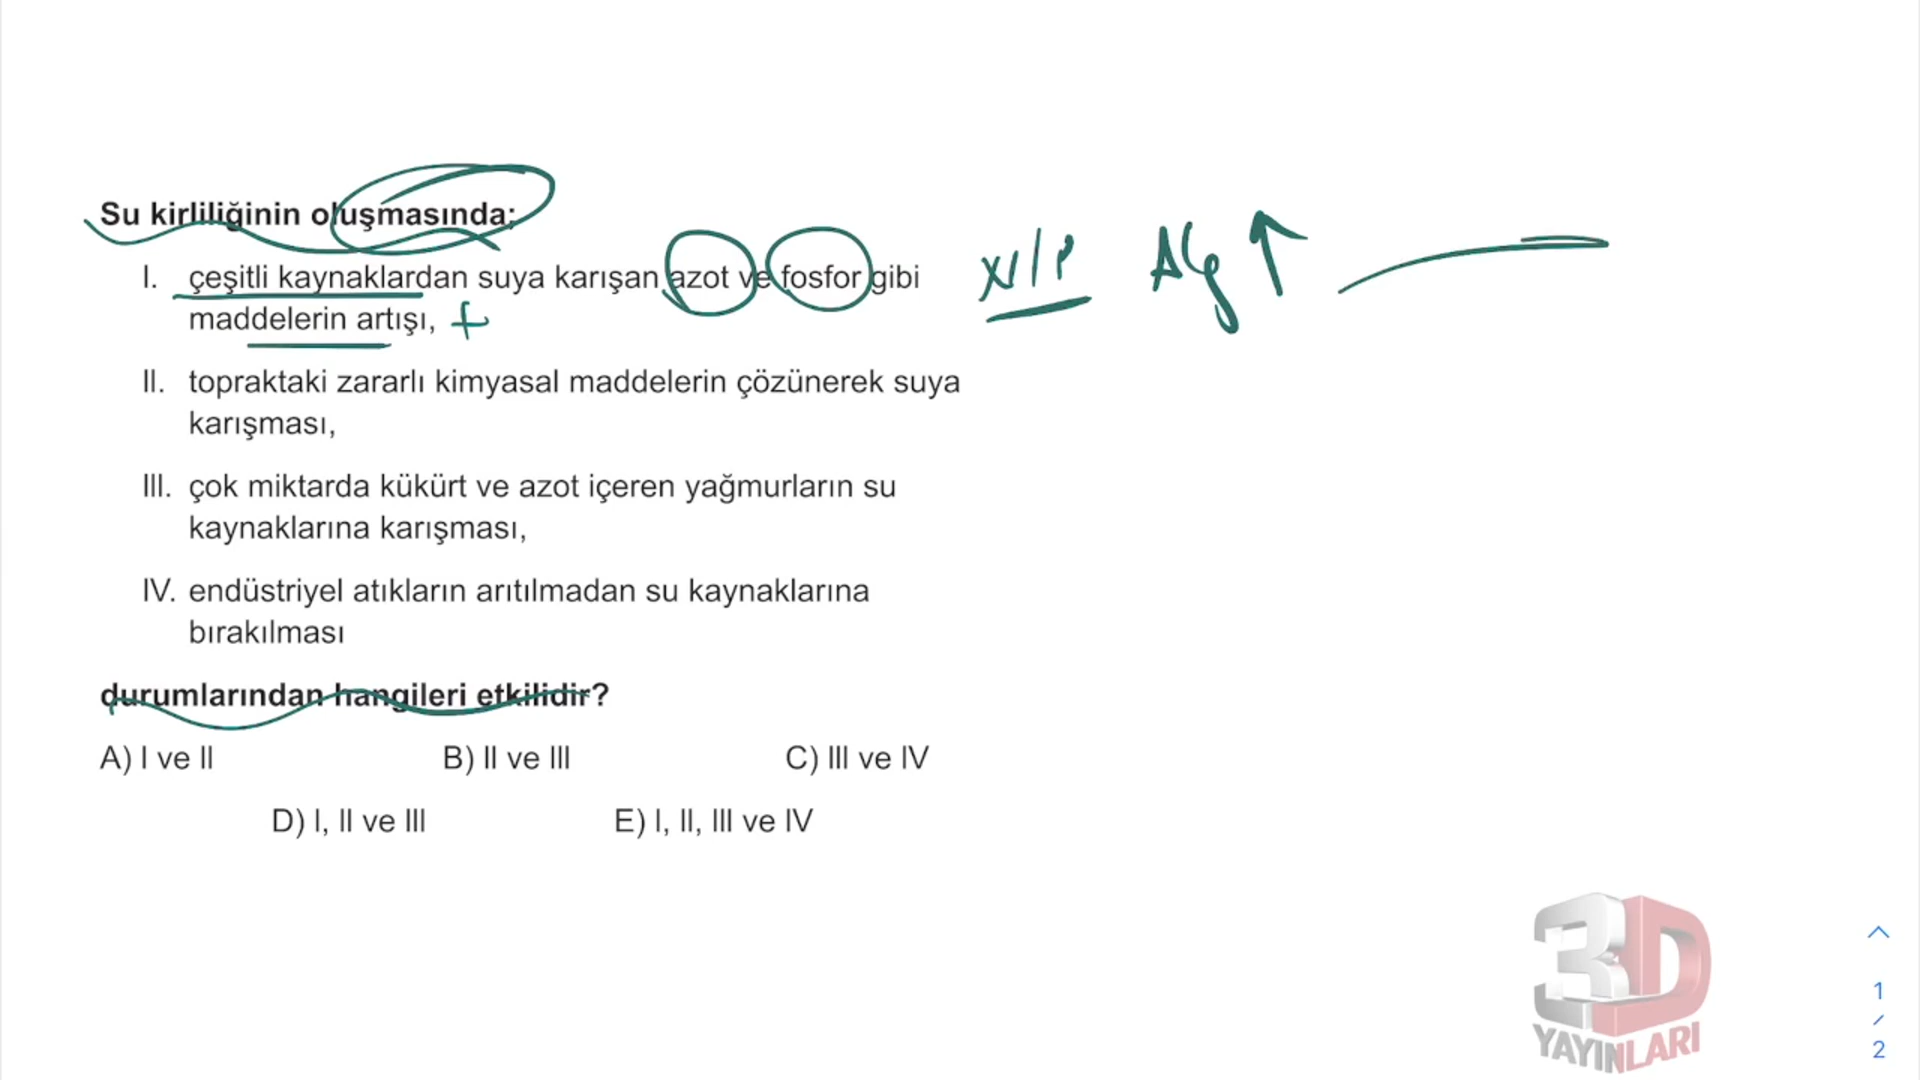 Su kirliliğinin oluşmasında;
I. çeşitli kaynaklardan suya karışan azot ve fosfor gibi
maddelerin artışı, +
N/P Alg ↑
II. topraktaki zararlı kimyasal maddelerin çözünerek suya
karışması,
III. çok miktarda kükürt ve azot içeren yağmurların su
kaynaklarına karışması,
IV. endüstriyel atıkların arıtılmadan su kaynaklarına
bırakılması
durumlarından hangileri etkilidir?
A) I ve II B) II ve III C) III ve IV
D) I, II ve III E) I, II, III ve IV
3D
YAYINLARI
1
/
2